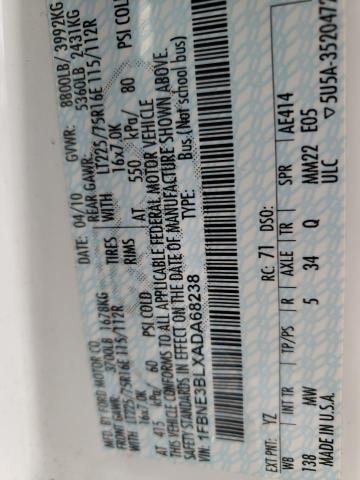 MFD. BY FORD MOTOR CO.
DATE: 04/10 GVWR: 8800LB/ 3992KG
FRONT GAWR: 3700LB 1678KG REAR GAWR: 5360LB 2431KG
LT225/75R16E 115/112R TIRES LT225/75R16E 115/112R
16x7.0K RIMS WITH 16x7.0K
AT 415 kPa/ 60 PSI COLD AT 550 kPa/ 80 PSI COLD
THIS VEHICLE CONFORMS TO ALL APPLICABLE FEDERAL MOTOR VEHICLE
SAFETY STANDARDS IN EFFECT ON THE DATE OF MANUFACTURE SHOWN ABOVE.
VIN: 1FBNE3BLXADA68238 TYPE: Bus (Not school bus)
EXT PNT: YZ RC: 71 DSO:
WB INT TR TP/PS R AXLE TR SPR AE414
138 MW 5 34 Q MM22 E05
MADE IN U.S.A. ULC 5U5A-3520472